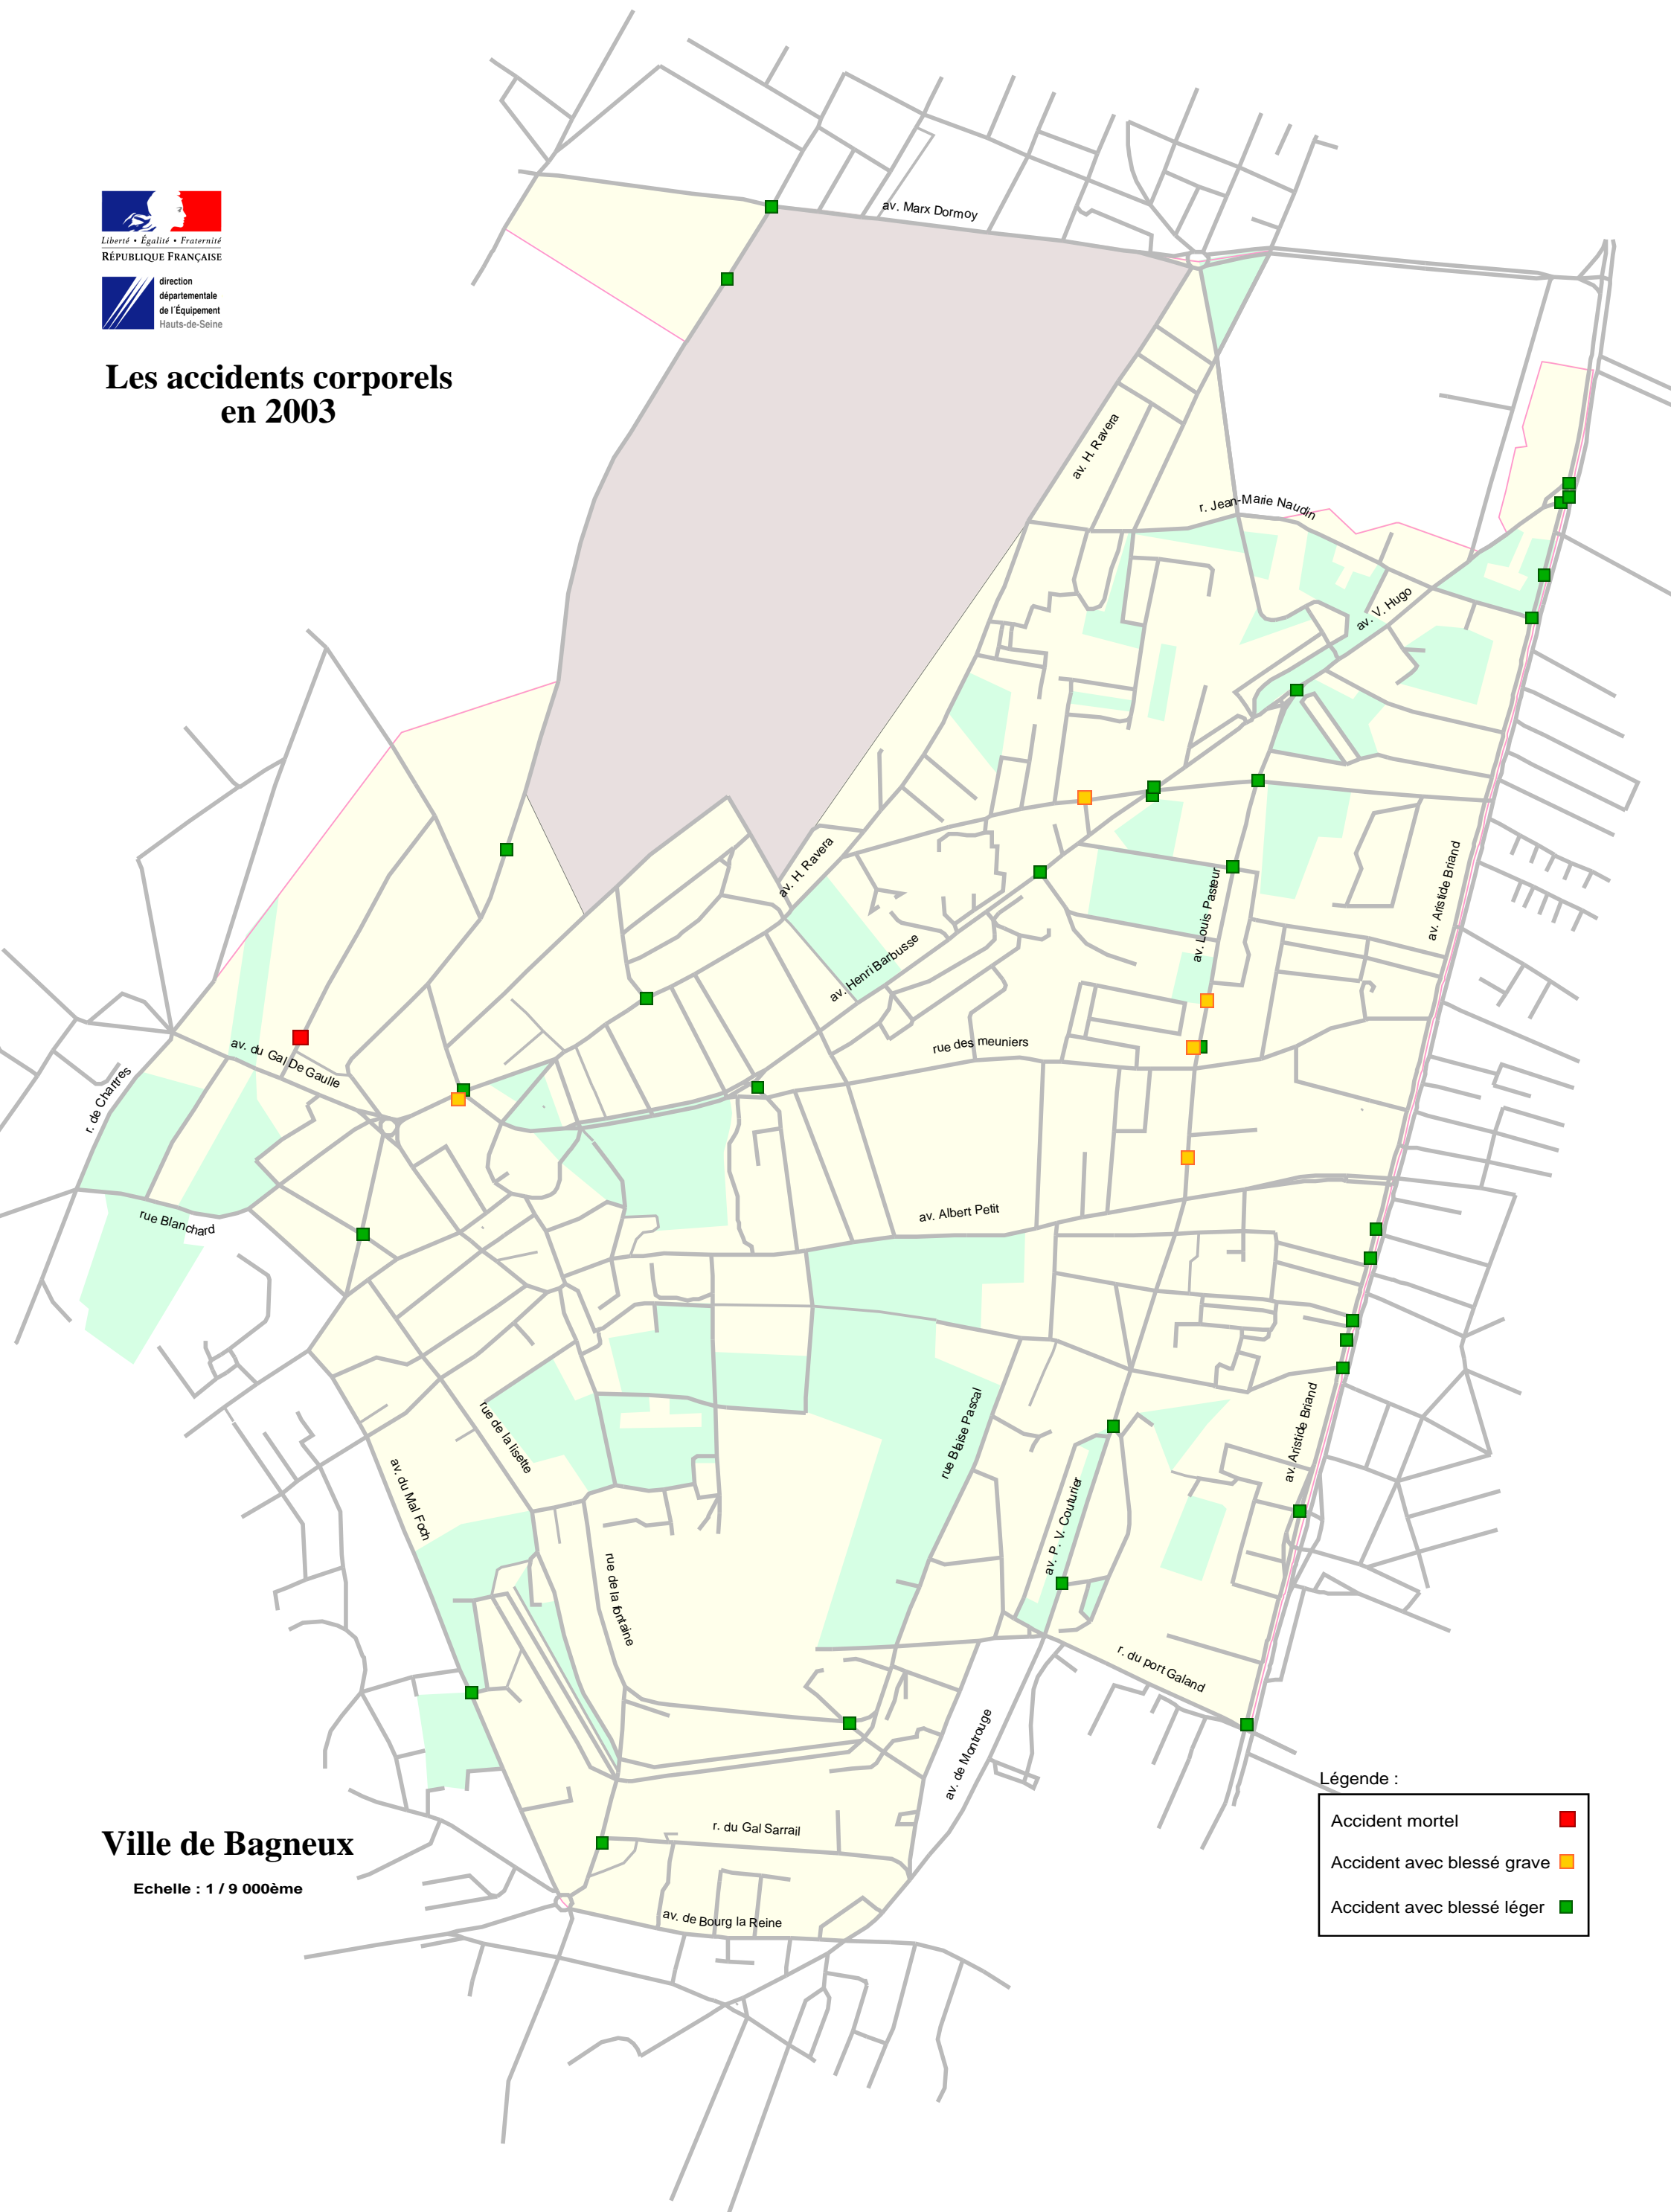 Liberté • Égalité • Fraternité
RÉPUBLIQUE FRANÇAISE
direction
départementale
de l'Équipement
Hauts-de-Seine
Les accidents corporels
en 2003
av. Marx Dormoy
av. H. Ravera
r. Jean-Marie Naudin
av. V. Hugo
av. H. Ravera
av. Aristide Briand
av. Louis Pasteur
av. Henri Barbusse
rue des meuniers
av. du Gal De Gaulle
r. de Chartres
rue Blanchard
av. Albert Petit
rue de la lisette
av. du Mal Foch
rue Blaise Pascal
av. Aristide Briand
av. P. V. Couturier
rue de la fontaine
r. du port Galand
av. de Montrouge
r. du Gal Sarrail
av. de Bourg la Reine
Ville de Bagneux
Echelle : 1 / 9 000ème
Légende :
Accident mortel
Accident avec blessé grave
Accident avec blessé léger